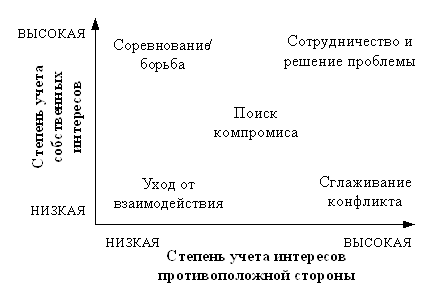 ВЫСОКАЯ
Степень учета
собственных
интересов
НИЗКАЯ
Соревнование/
борьба
Сотрудничество и
решение проблемы
Поиск
компромиса
Уход от
взаимодействия
Сглаживание
конфликта
НИЗКАЯ
ВЫСОКАЯ
Степень учета интересов
противоположной стороны